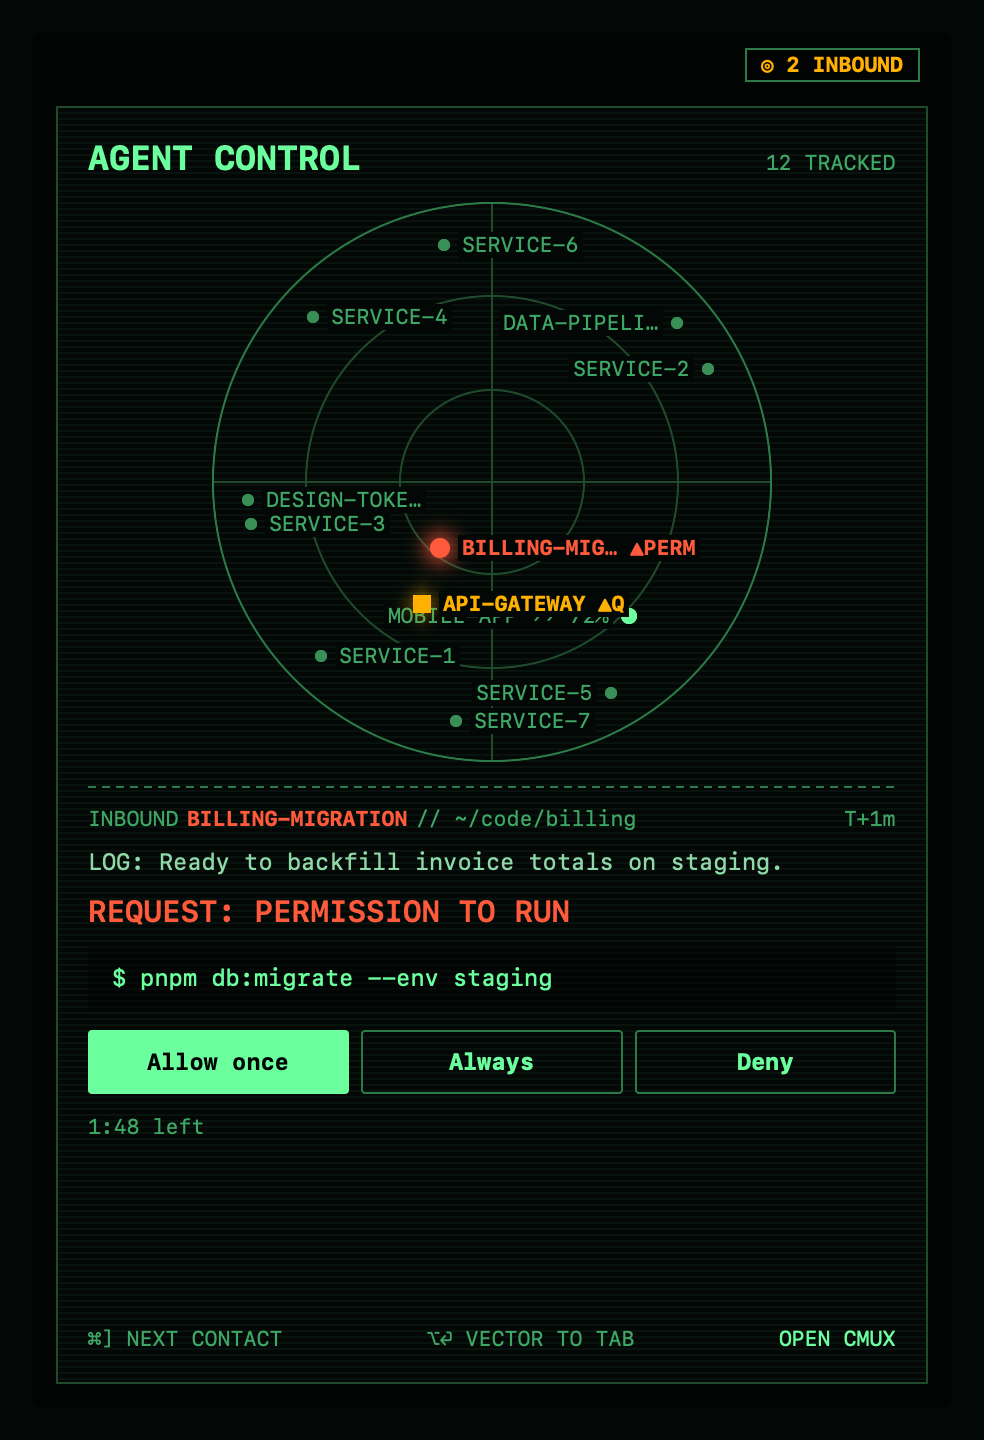 ◎ 2 INBOUND
AGENT CONTROL
12 TRACKED
SERVICE-6
SERVICE-4
DATA-PIPELI…
SERVICE-2
DESIGN-TOKE…
SERVICE-3
BILLING-MIG… ▲PERM
API-GATEWAY ▲Q
MOBILE-APP // 72%
SERVICE-1
SERVICE-5
SERVICE-7
INBOUND BILLING-MIGRATION // ~/code/billing
T+1m
LOG: Ready to backfill invoice totals on staging.
REQUEST: PERMISSION TO RUN
$ pnpm db:migrate --env staging
Allow once
Always
Deny
1:48 left
⌘] NEXT CONTACT
⌥⏎ VECTOR TO TAB
OPEN CMUX